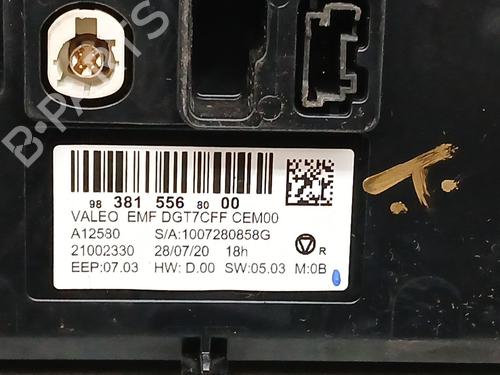 98 381 556 80 00
VALEO EMF DGT7CFF CEM00
A12580 S/A:1007280858G
21002330 28/07/20 18h
R
EEP:07.03 HW: D.00 SW:05.03 M:0B
B-PARTS